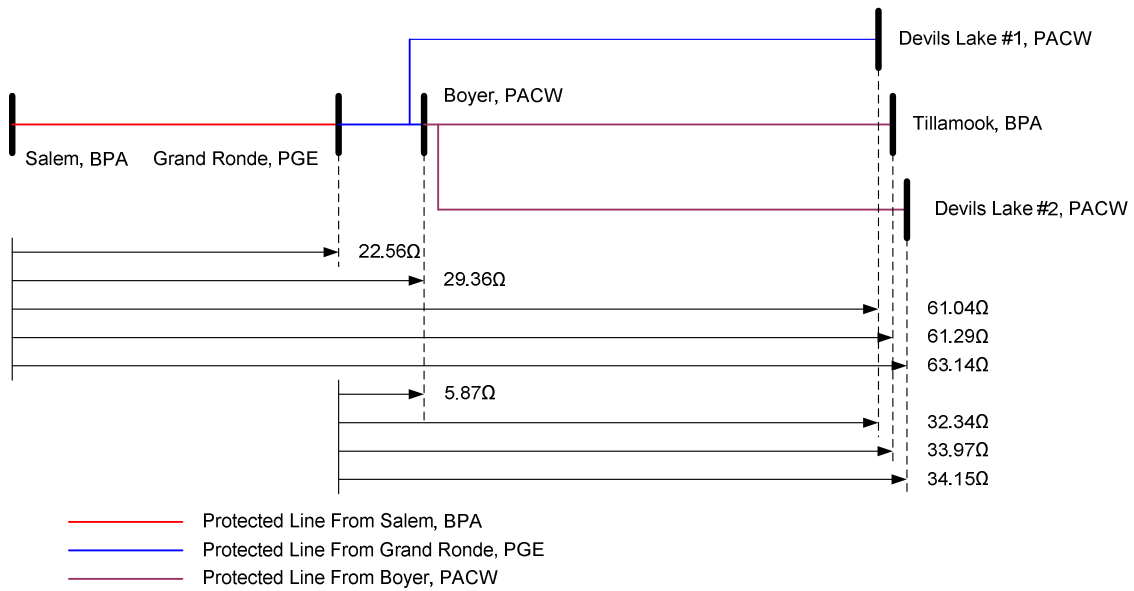 Devils Lake #1, PACW
Boyer, PACW
Tillamook, BPA
Salem, BPA
Grand Ronde, PGE
Devils Lake #2, PACW
22.56Ω
29.36Ω
61.04Ω
61.29Ω
63.14Ω
5.87Ω
32.34Ω
33.97Ω
34.15Ω
Protected Line From Salem, BPA
Protected Line From Grand Ronde, PGE
Protected Line From Boyer, PACW